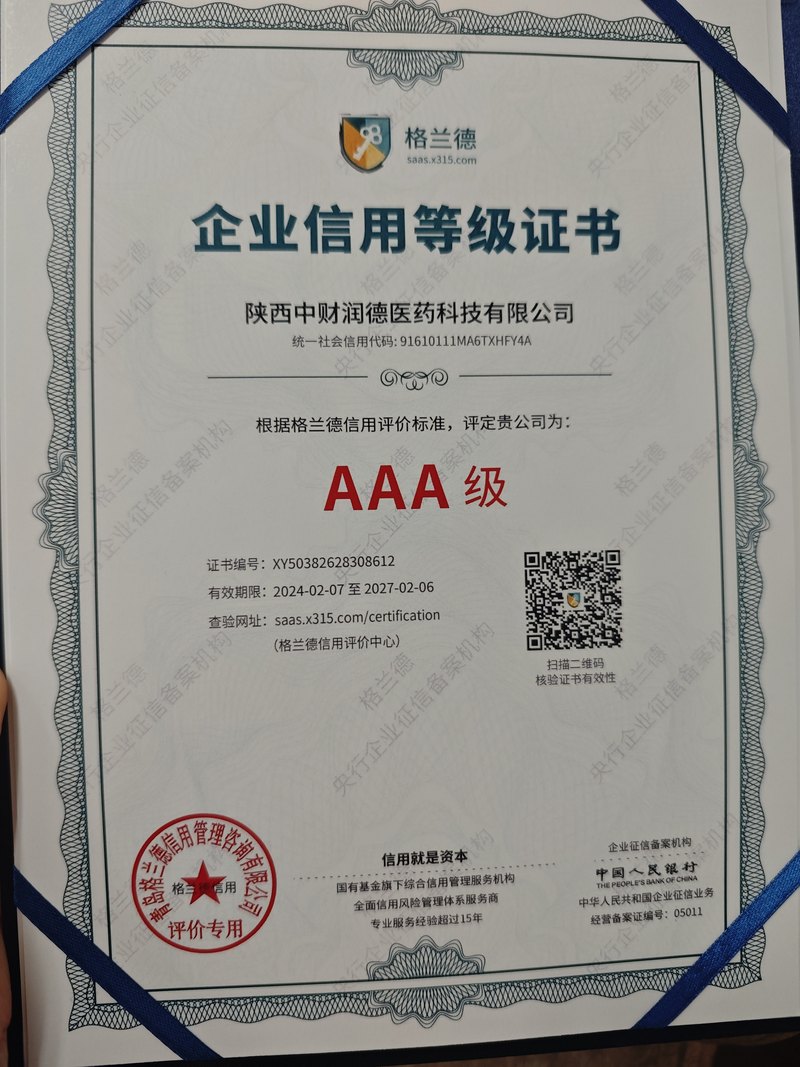 格兰德
saas.x315.com
企业信用等级证书
陕西中财润德医药科技有限公司
统一社会信用代码: 91610111MA6TXHFY4A
根据格兰德信用评价标准，评定贵公司为：
AAA 级
证书编号：XY50382628308612
有效期限：2024-02-07 至 2027-02-06
查验网址：saas.x315.com/certification
（格兰德信用评价中心）
扫描二维码
核验证书有效性
青岛格兰德信用管理咨询有限公司
格兰德信用
评价专用
信用就是资本
国有基金旗下综合信用管理服务机构
全面信用风险管理体系服务商
专业服务经验超过15年
企业征信备案机构
中国人民银行
THE PEOPLE'S BANK OF CHINA
中华人民共和国企业征信业务
经营备案证编号：05011
格兰德
央行企业征信备案机构